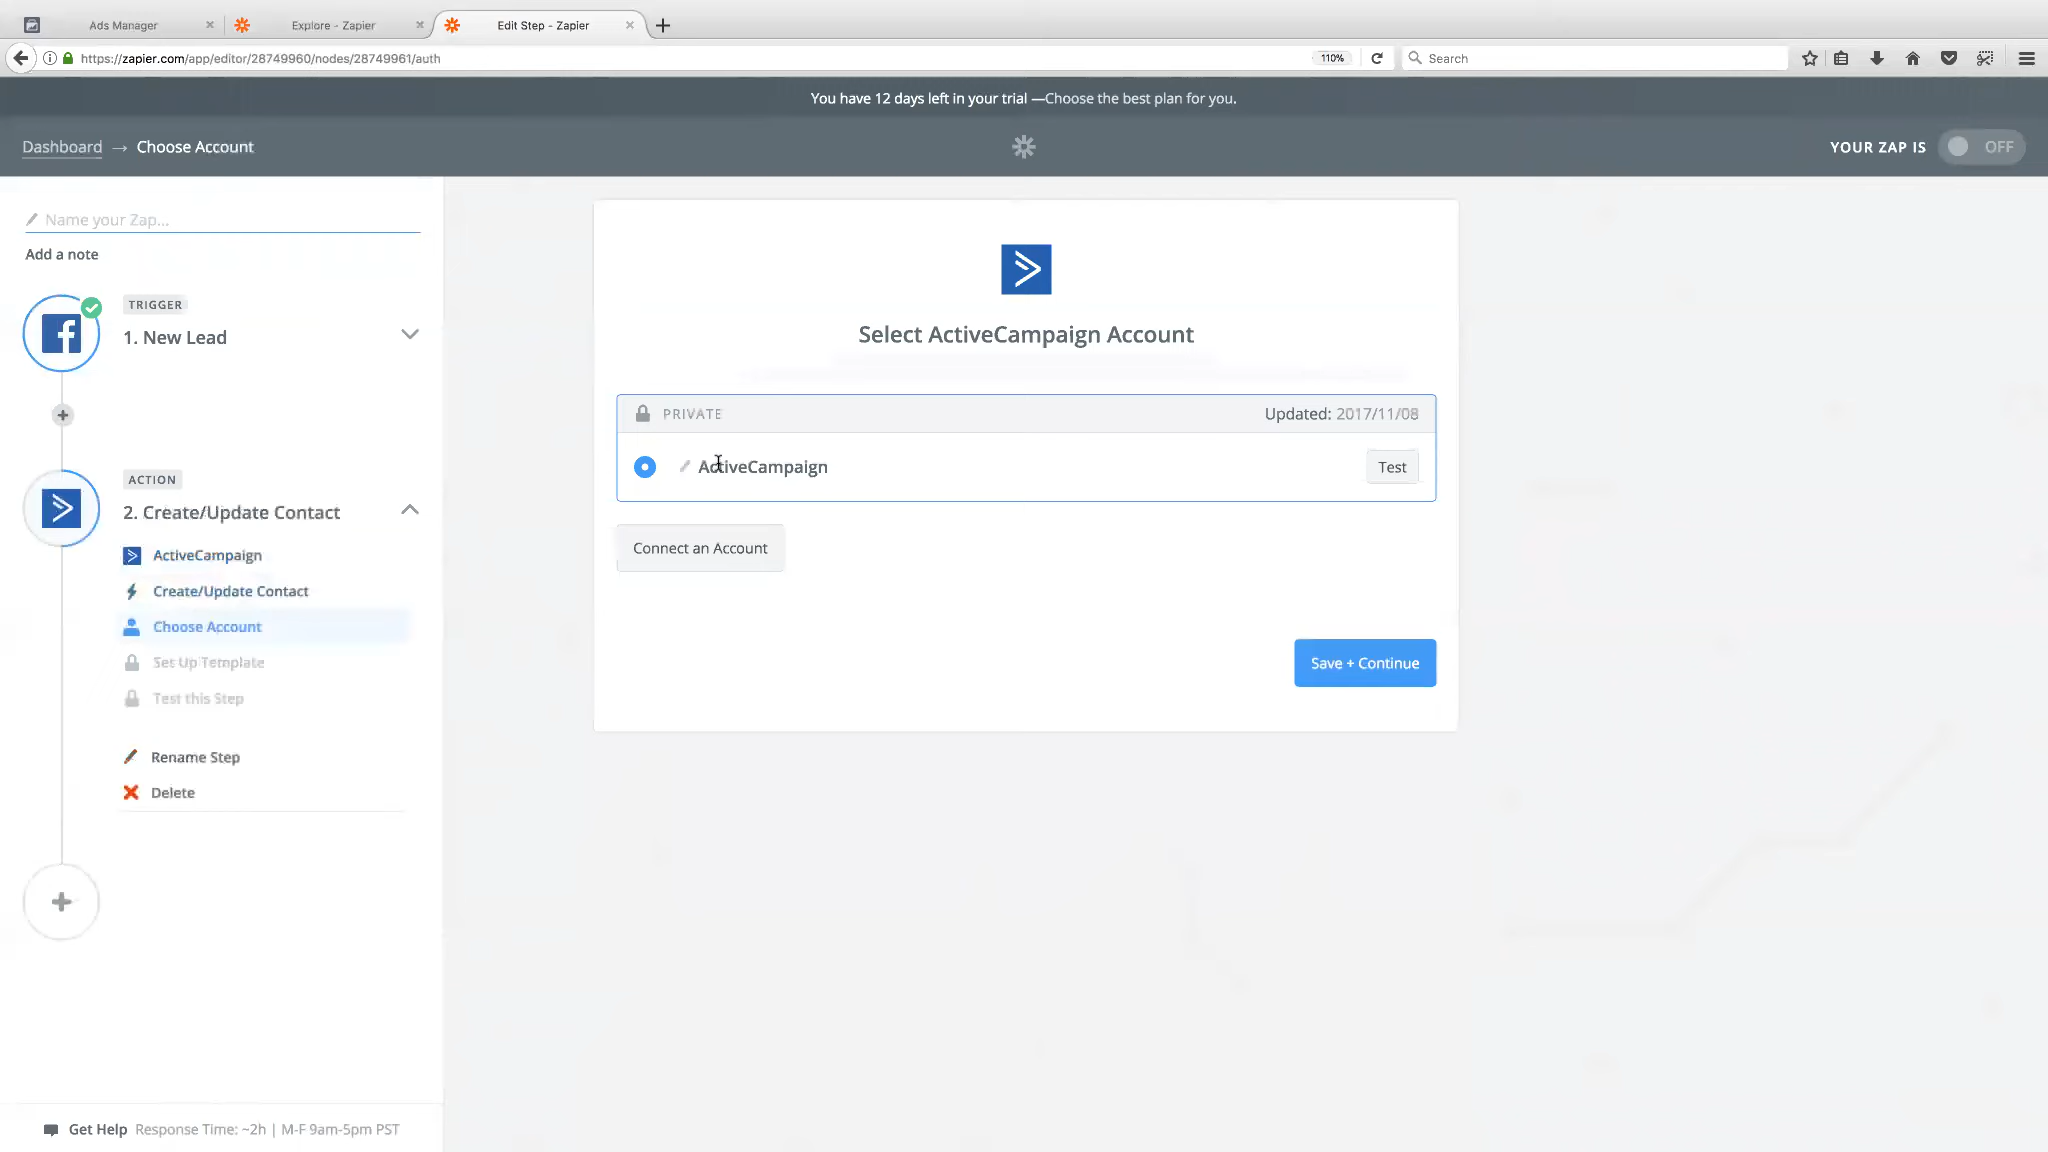 Ads Manager
Explore - Zapier
Edit Step - Zapier
https://zapier.com/app/editor/28749960/nodes/28749961/auth
110%
Search
You have 12 days left in your trial —Choose the best plan for you.
Dashboard → Choose Account
YOUR ZAP IS
OFF
Name your Zap...
Add a note
TRIGGER
1. New Lead
ACTION
2. Create/Update Contact
ActiveCampaign
Create/Update Contact
Choose Account
Set Up Template
Test this Step
Rename Step
Delete
Get Help Response Time: ~2h | M-F 9am-5pm PST
Select ActiveCampaign Account
PRIVATE
Updated: 2017/11/08
ActiveCampaign
Test
Connect an Account
Save + Continue